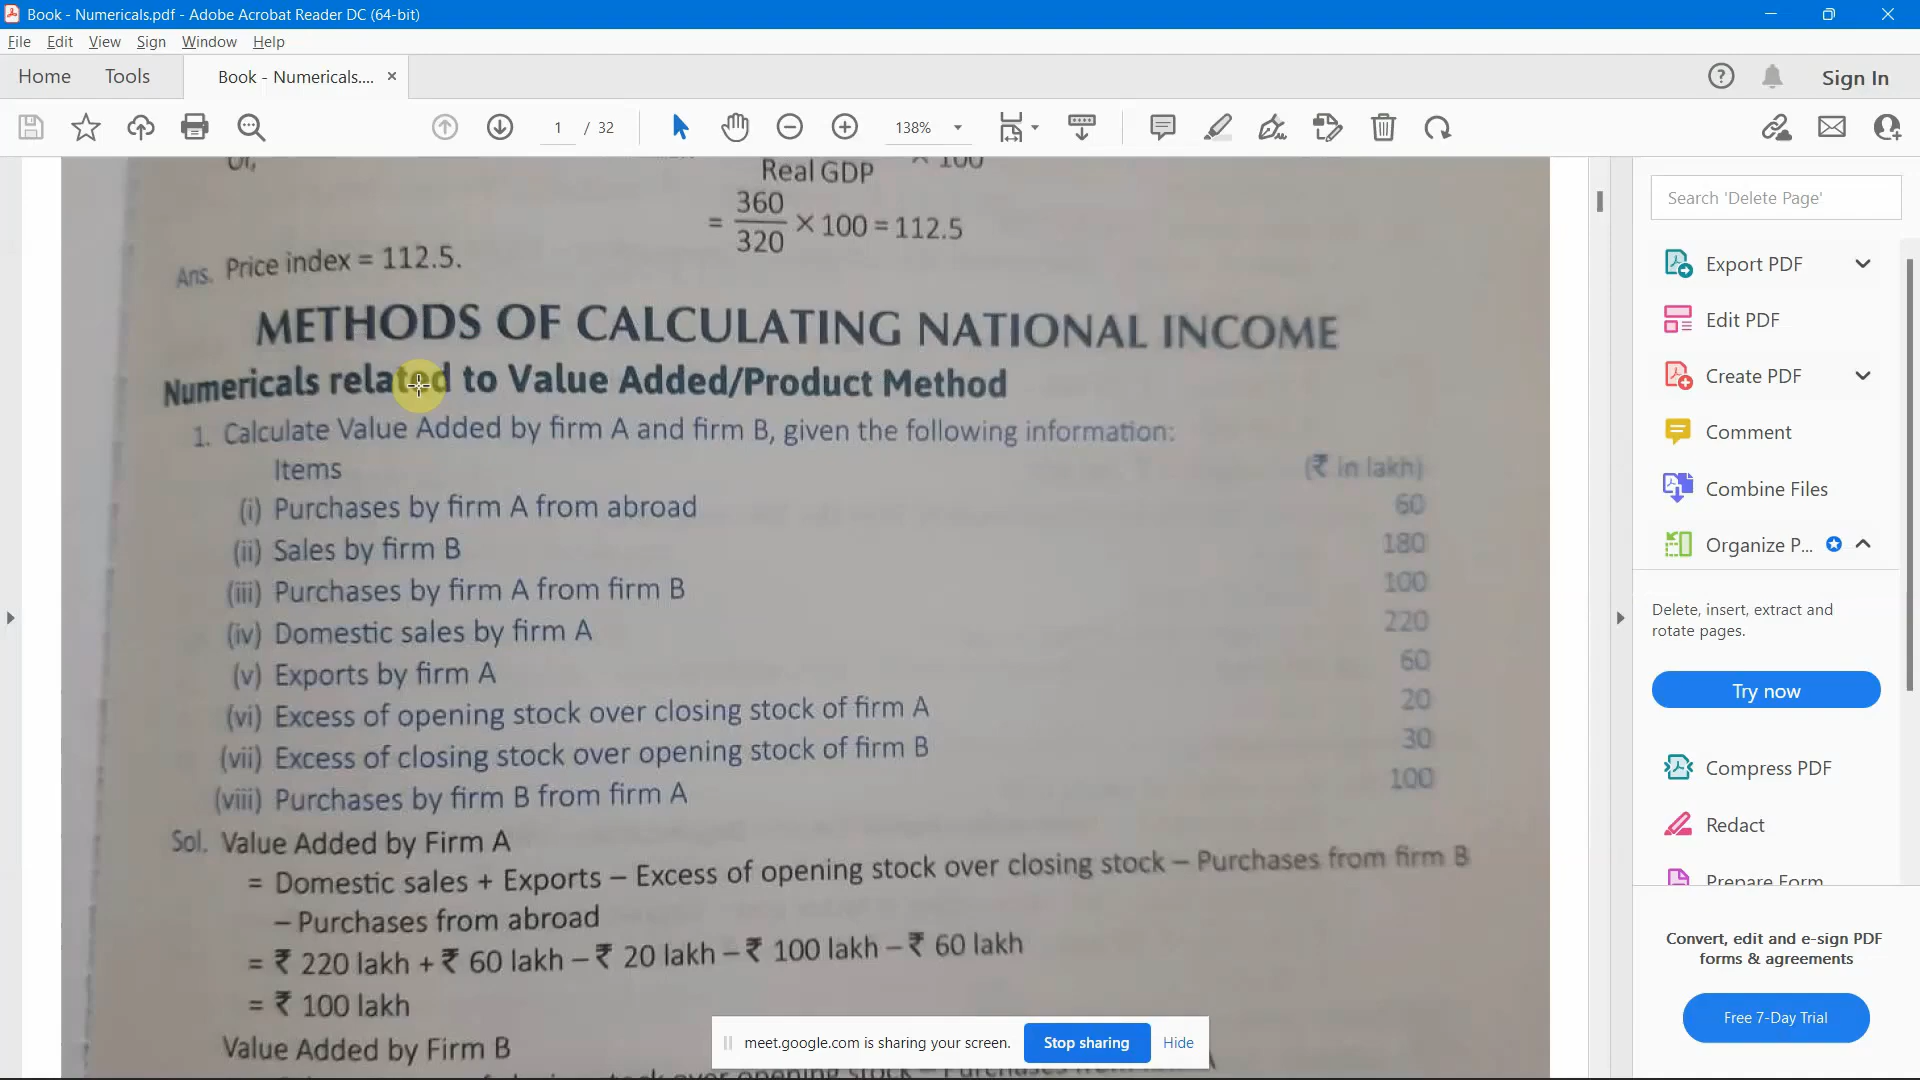 Book - Numericals.pdf - Adobe Acrobat Reader DC (64-bit)
File Edit View Sign Window Help
Home Tools Book - Numericals.... × Sign In
1 / 32 138%
Or, × 100
Real GDP
= 360/320 × 100 = 112.5
Ans. Price index = 112.5.
METHODS OF CALCULATING NATIONAL INCOME
Numericals related to Value Added/Product Method
1. Calculate Value Added by firm A and firm B, given the following information:
Items (₹ in lakh)
(i) Purchases by firm A from abroad 60
(ii) Sales by firm B 180
(iii) Purchases by firm A from firm B 100
(iv) Domestic sales by firm A 220
(v) Exports by firm A 60
(vi) Excess of opening stock over closing stock of firm A 20
(vii) Excess of closing stock over opening stock of firm B 30
(viii) Purchases by firm B from firm A 100
Sol. Value Added by Firm A
= Domestic sales + Exports – Excess of opening stock over closing stock – Purchases from firm B
– Purchases from abroad
= ₹ 220 lakh + ₹ 60 lakh – ₹ 20 lakh – ₹ 100 lakh – ₹ 60 lakh
= ₹ 100 lakh
Value Added by Firm B
meet.google.com is sharing your screen. Stop sharing Hide
Search 'Delete Page'
Export PDF
Edit PDF
Create PDF
Comment
Combine Files
Organize P...
Delete, insert, extract and
rotate pages.
Try now
Compress PDF
Redact
Prepare Form
Convert, edit and e-sign PDF
forms & agreements
Free 7-Day Trial